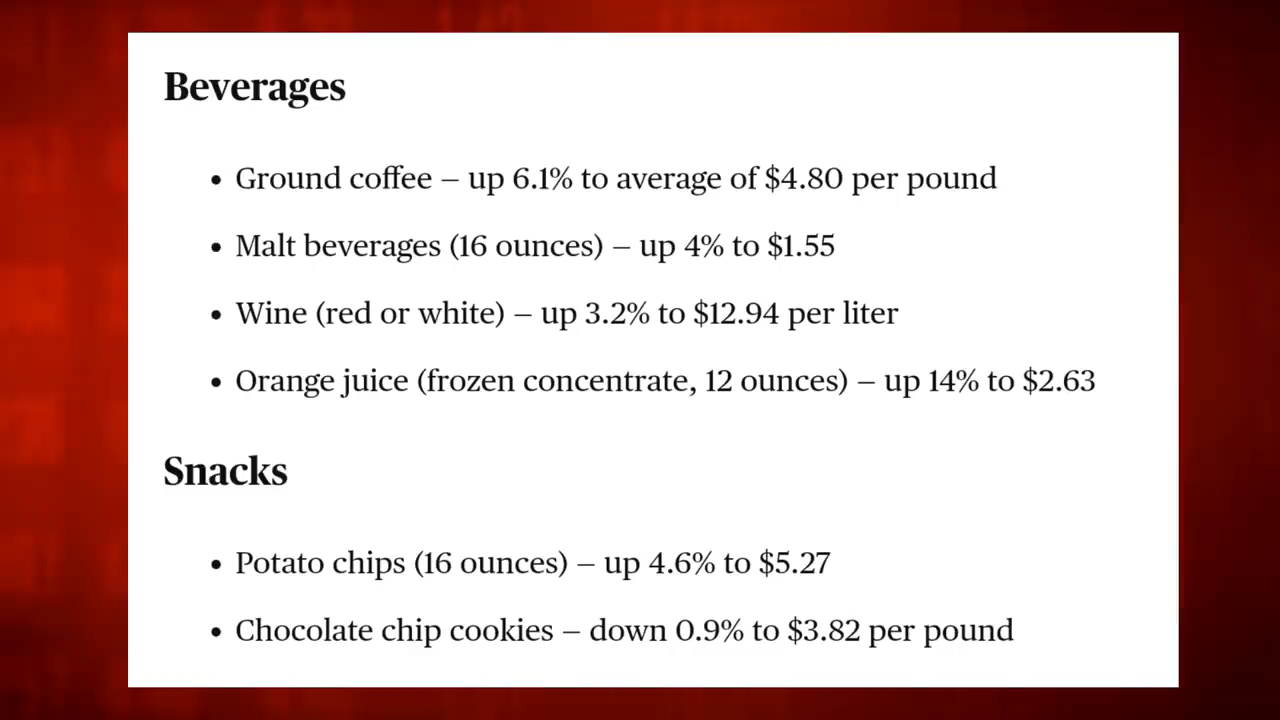 Beverages
• Ground coffee – up 6.1% to average of $4.80 per pound
• Malt beverages (16 ounces) – up 4% to $1.55
• Wine (red or white) – up 3.2% to $12.94 per liter
• Orange juice (frozen concentrate, 12 ounces) – up 14% to $2.63
Snacks
• Potato chips (16 ounces) – up 4.6% to $5.27
• Chocolate chip cookies – down 0.9% to $3.82 per pound